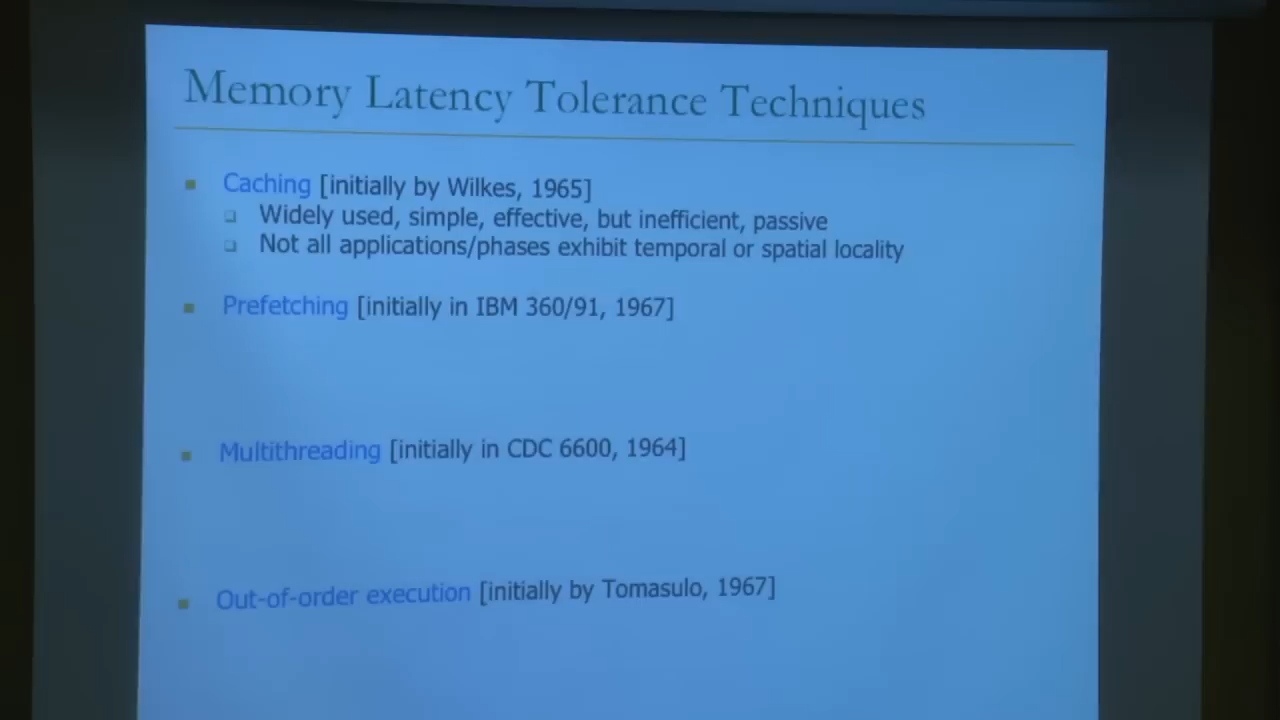 Memory Latency Tolerance Techniques
Caching [initially by Wilkes, 1965]
Widely used, simple, effective, but inefficient, passive
Not all applications/phases exhibit temporal or spatial locality
Prefetching [initially in IBM 360/91, 1967]
Multithreading [initially in CDC 6600, 1964]
Out-of-order execution [initially by Tomasulo, 1967]